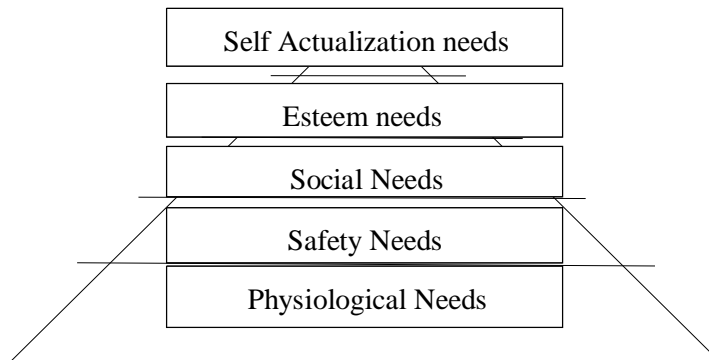 Self Actualization needs
Esteem needs
Social Needs
Safety Needs
Physiological Needs